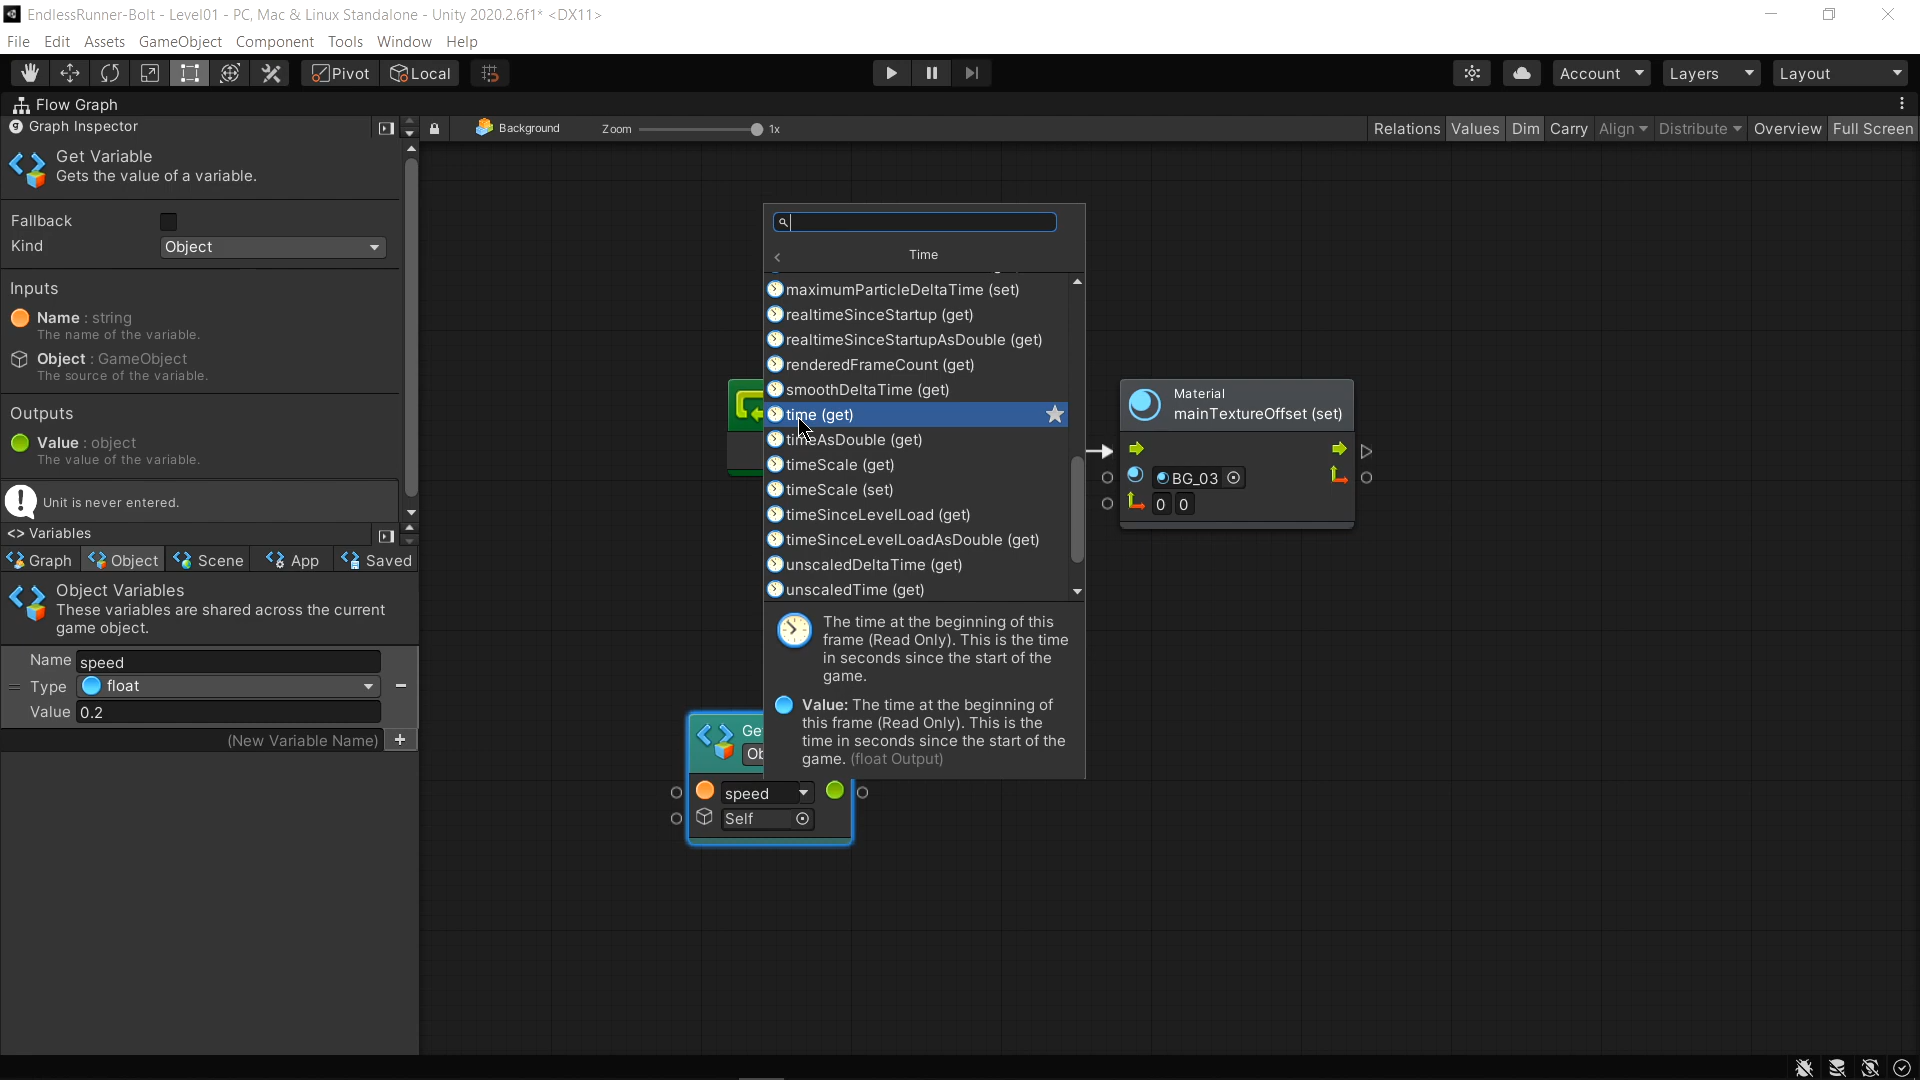 EndlessRunner-Bolt - Level01 - PC, Mac & Linux Standalone - Unity 2020.2.6f1* <DX11>
File Edit Assets GameObject Component Tools Window Help
Pivot Local Account Layers Layout
Flow Graph
Graph Inspector
Background Zoom 1x Relations Values Dim Carry Align Distribute Overview Full Screen
Get Variable
Gets the value of a variable.
Fallback
Kind Object
Inputs
Name : string
The name of the variable.
Object : GameObject
The source of the variable.
Outputs
Value : object
The value of the variable.
Unit is never entered.
<> Variables
Graph Object Scene App Saved
Object Variables
These variables are shared across the current
game object.
Name speed
Type float
Value 0.2
(New Variable Name) +
Time
maximumParticleDeltaTime (set)
realtimeSinceStartup (get)
realtimeSinceStartupAsDouble (get)
renderedFrameCount (get)
smoothDeltaTime (get)
time (get)
timeAsDouble (get)
timeScale (get)
timeScale (set)
timeSinceLevelLoad (get)
timeSinceLevelLoadAsDouble (get)
unscaledDeltaTime (get)
unscaledTime (get)
The time at the beginning of this
frame (Read Only). This is the time
in seconds since the start of the
game.
Value: The time at the beginning of
this frame (Read Only). This is the
time in seconds since the start of the
game. (float Output)
Material
mainTextureOffset (set)
BG_03
0 0
Ge
Ob
speed
Self